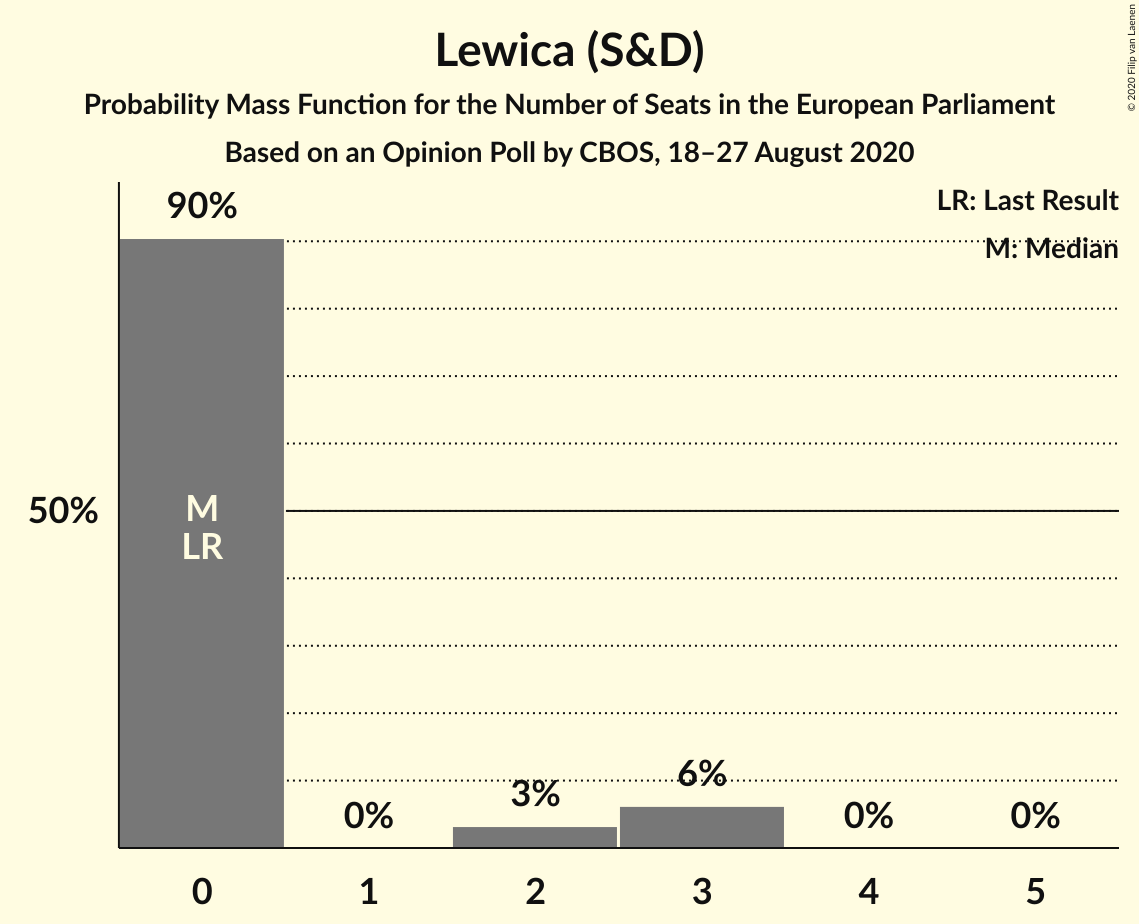 Lewica (S&D)
Probability Mass Function for the Number of Seats in the European Parliament
Based on an Opinion Poll by CBOS, 18–27 August 2020
© 2020 Filip van Laenen
LR: Last Result
M: Median
90%
50%
M
LR
0%
3%
6%
0%
0%
0 1 2 3 4 5